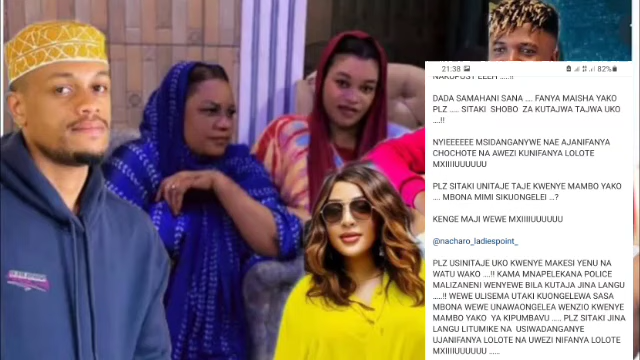 21:38
82%
NAKUPOST EEEH ......!!
DADA SAMAHANI SANA .... FANYA MAISHA YAKO
PLZ ..... SITAKI SHOBO ZA KUTAJWA TAJWA UKO
....!!
NYIEEEEEE MSIDANGANYWE NAE AJANIFANYA
CHOCHOTE NA AWEZI KUNIFANYA LOLOTE
MXIIIUUUUUU
PLZ SITAKI UNITAJE TAJE KWENYE MAMBO YAKO
.... MBONA MIMI SIKUONGELEI ...?
KENGE MAJI WEWE MXIIIIUUUUUU
@nacharo_ladiespoint_
PLZ USINITAJE UKO KWENYE MAKESI YENU NA
WATU WAKO ....!! KAMA MNAPELEKANA POLICE
MALIZANENI WENYEWE BILA KUTAJA JINA LANGU
.....!! WEWE ULISEMA UTAKI KUONGELEWA SASA
MBONA WEWE UNAWAONGELEA WENZIO KWENYE
MAMBO YAKO YA KIPUMBAVU ..... PLZ SITAKI JINA
LANGU LITUMIKE NA USIWADANGANYE
UJANIFANYA LOLOTE NA UWEZI NIFANYA LOLOTE
MXIIIIUUUUUU .....